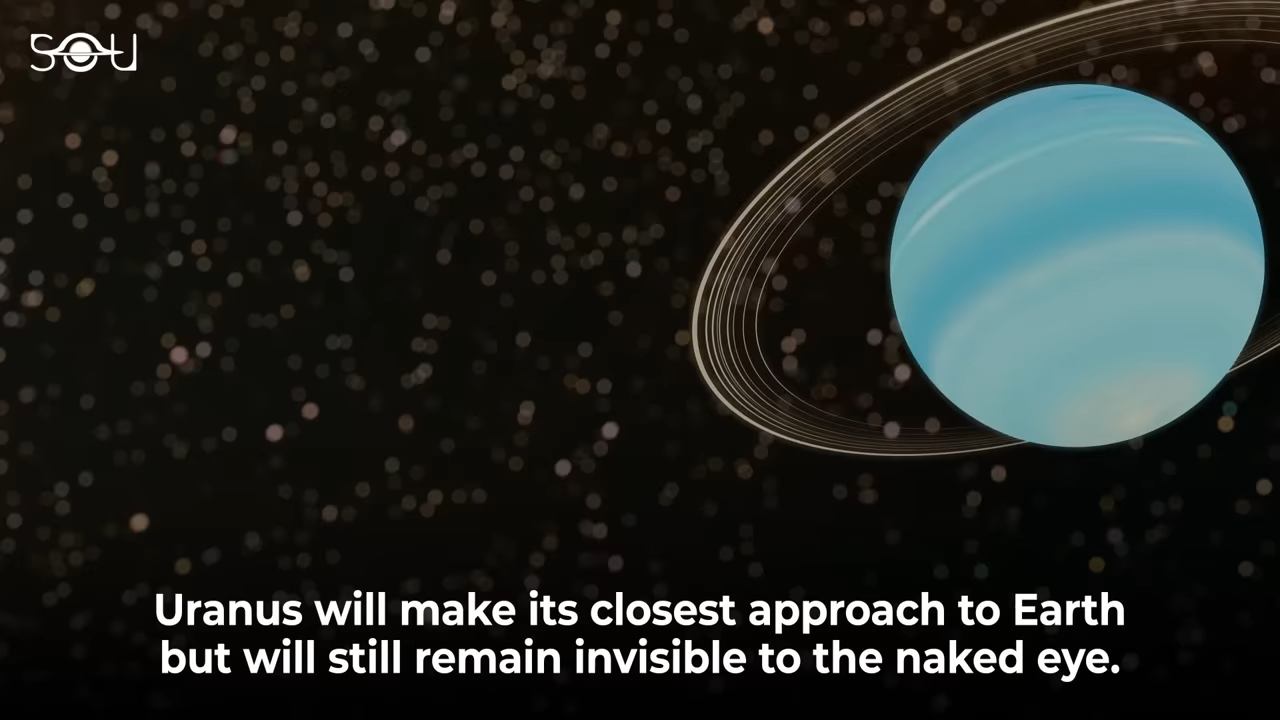 SOU
Uranus will make its closest approach to Earth
but will still remain invisible to the naked eye.